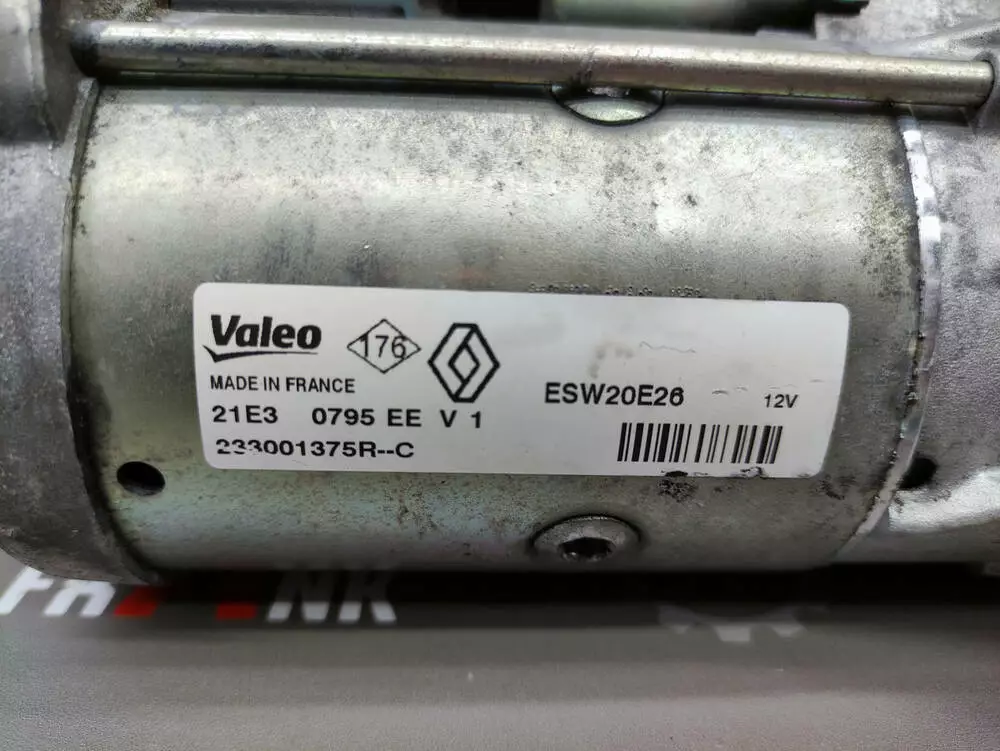 Valeo
176
MADE IN FRANCE
21E3 0795 EE V 1
233001375R--C
ESW20E26
12V